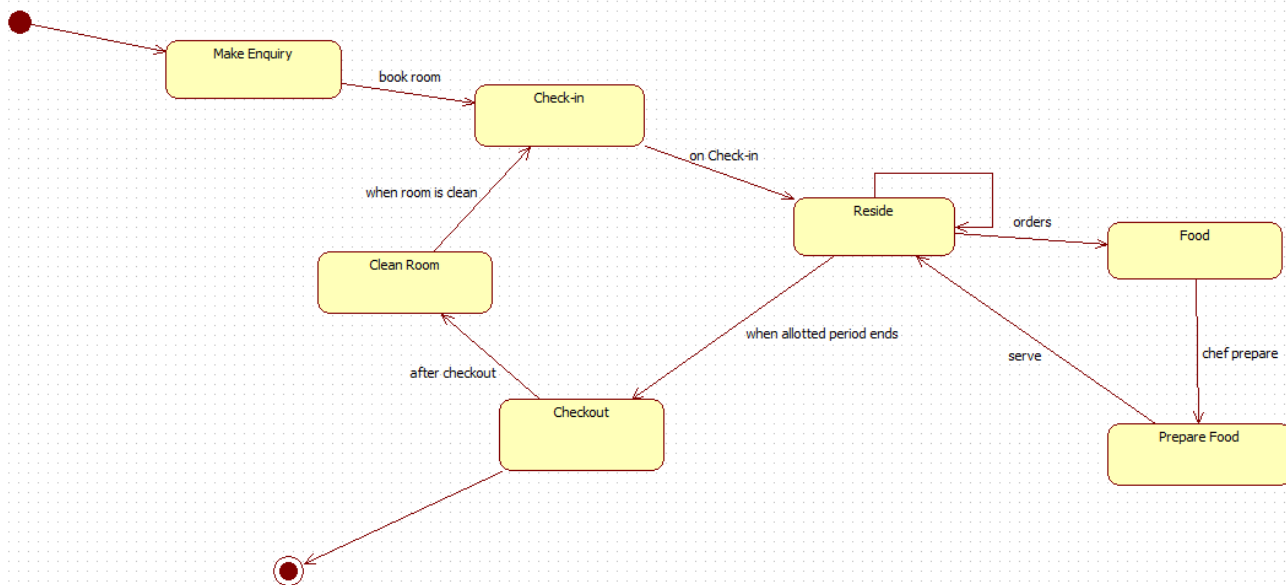 Make Enquiry
book room
Check-in
on Check-in
when room is clean
Reside
orders
Food
Clean Room
when allotted period ends
serve
chef prepare
after checkout
Checkout
Prepare Food